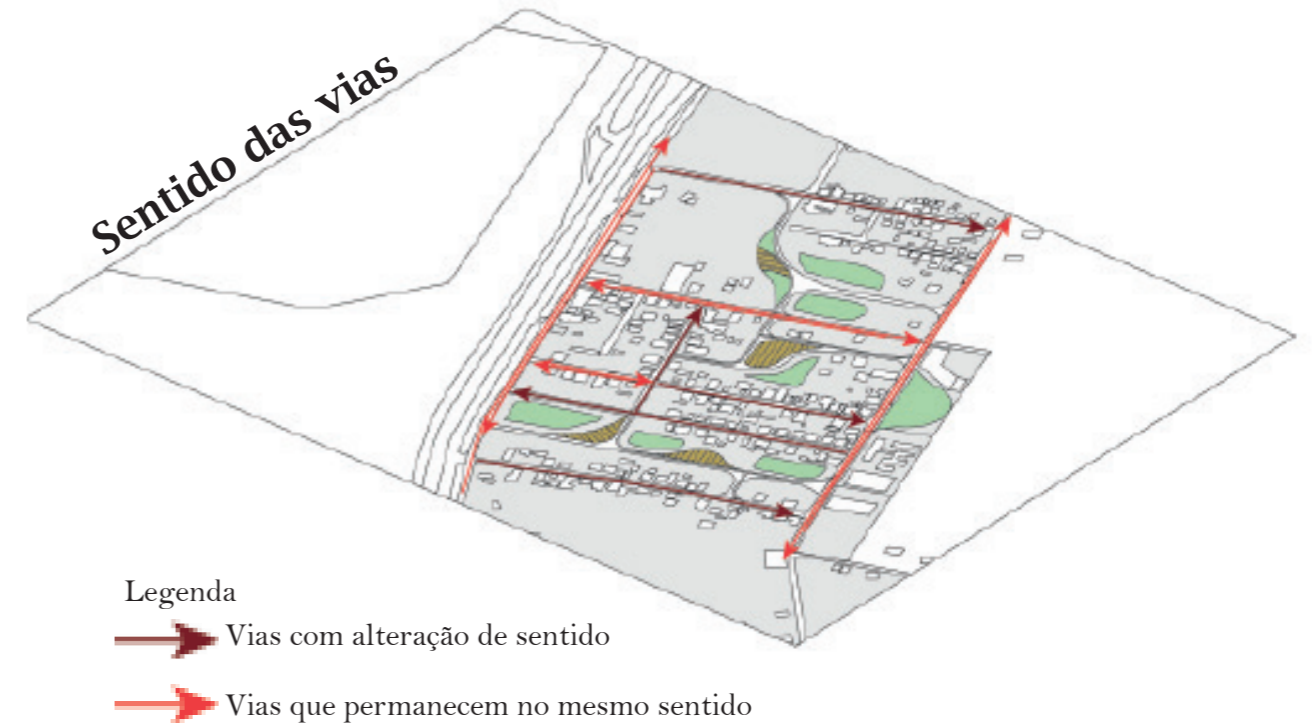 Sentido das vias
Legenda
Vias com alteração de sentido
Vias que permanecem no mesmo sentido